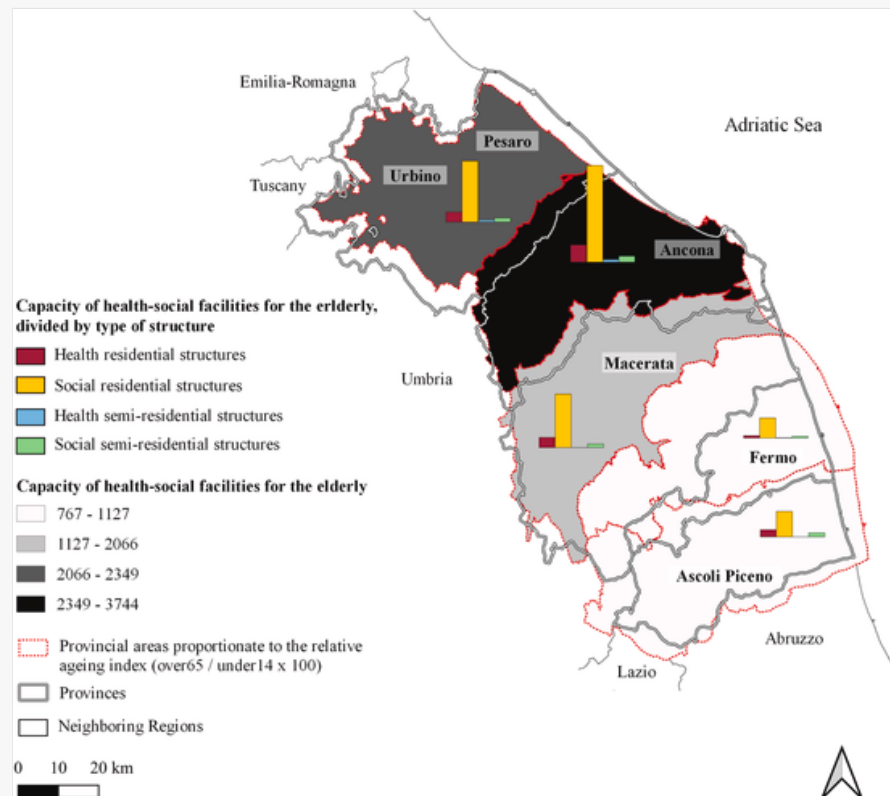 Emilia-Romagna
Adriatic Sea
Pesaro
Urbino
Tuscany
Ancona
Capacity of health-social facilities for the erlderly,
divided by type of structure
Health residential structures
Social residential structures
Health semi-residential structures
Social semi-residential structures
Umbria
Macerata
Fermo
Capacity of health-social facilities for the elderly
767 - 1127
1127 - 2066
2066 - 2349
2349 - 3744
Ascoli Piceno
Provincial areas proportionate to the relative
ageing index (over65 / under14 x 100)
Abruzzo
Lazio
Provinces
Neighboring Regions
0 10 20 km